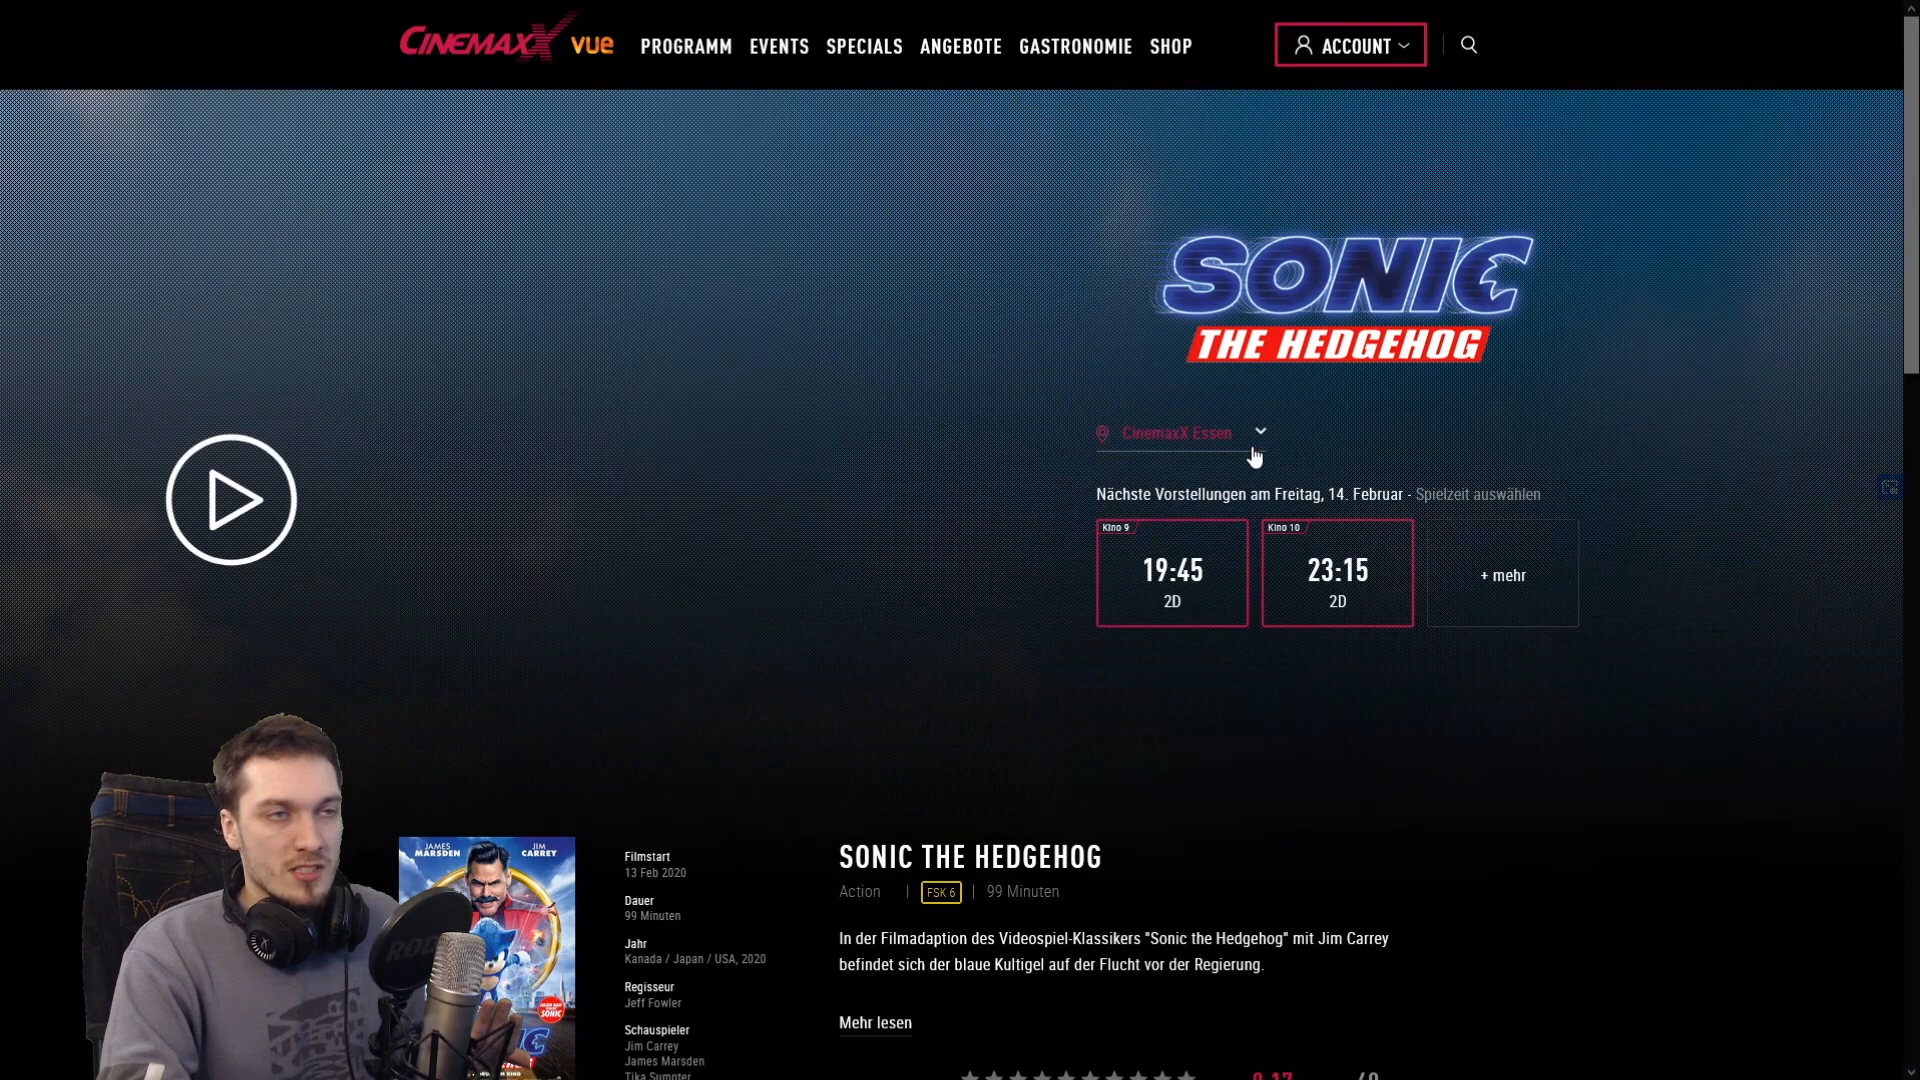 CINEMAXX vue PROGRAMM EVENTS SPECIALS ANGEBOTE GASTRONOMIE SHOP ACCOUNT
SONIC
THE HEDGEHOG
CinemaxX Essen
Nächste Vorstellungen am Freitag, 14. Februar - Spielzeit auswählen
Kino 9
19:45
2D
Kino 10
23:15
2D
+ mehr
JAMES MARSDEN
JIM CARREY
RODE
SONIC
Filmstart
13 Feb 2020
Dauer
99 Minuten
Jahr
Kanada / Japan / USA, 2020
Regisseur
Jeff Fowler
Schauspieler
Jim Carrey
James Marsden
Tika Sumpter
SONIC THE HEDGEHOG
Action | FSK 6 | 99 Minuten
In der Filmadaption des Videospiel-Klassikers "Sonic the Hedgehog" mit Jim Carrey
befindet sich der blaue Kultigel auf der Flucht vor der Regierung.
Mehr lesen